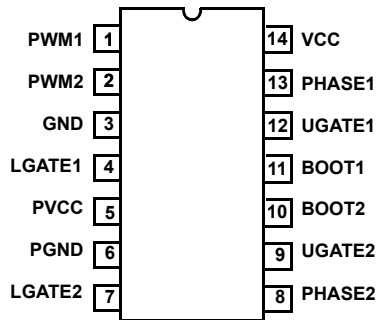 PWM1 1 14 VCC
PWM2 2 13 PHASE1
GND 3 12 UGATE1
LGATE1 4 11 BOOT1
PVCC 5 10 BOOT2
PGND 6 9 UGATE2
LGATE2 7 8 PHASE2